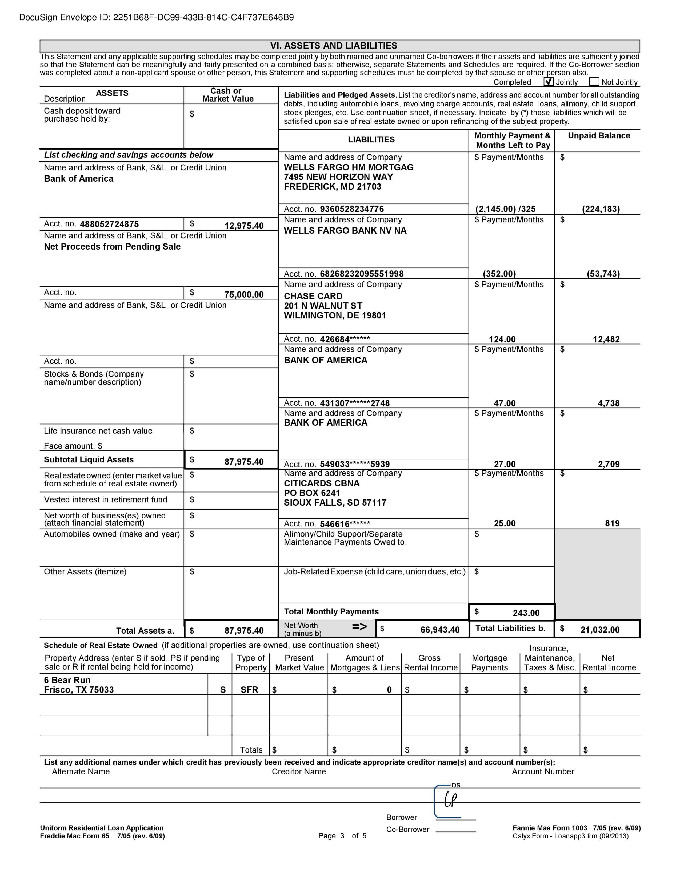 DocuSign Envelope ID: 2251B68F-DC99-433B-814C-C4F737E646B9
VI. ASSETS AND LIABILITIES
This Statement and any applicable supporting schedules may be completed jointly by both married and unmarried Co-borrowers if their assets and liabilities are sufficiently joined
so that the Statement can be meaningfully and fairly presented on a combined basis; otherwise, separate Statements and Schedules are required. If the Co-Borrower section
was completed about a non-applicant spouse or other person, this Statement and supporting schedules must be completed by that spouse or other person also.
Completed Jointly Not Jointly
ASSETS
Description
Cash or
Market Value
Cash deposit toward
purchase held by:
$
Liabilities and Pledged Assets. List the creditor's name, address and account number for all outstanding
debts, including automobile loans, revolving charge accounts, real estate loans, alimony, child support
stock pledges, etc. Use continuation sheet, if necessary. Indicate by (*) those liabilities which will be
satisfied upon sale of real estate owned or upon refinancing of the subject property.
LIABILITIES
Monthly Payment &
Months Left to Pay
Unpaid Balance
List checking and savings accounts below
Name and address of Bank, S&L, or Credit Union
Bank of America
Acct. no. 488052724875 $ 12,975.40
Name and address of Bank, S&L, or Credit Union
Net Proceeds from Pending Sale
Acct. no. $ 75,000.00
Name and address of Bank, S&L, or Credit Union
Acct. no. $
Stocks & Bonds (Company
name/number description)
$
Life insurance net cash value $
Face amount: $
Subtotal Liquid Assets $ 87,975.40
Real estate owned (enter market value
from schedule of real estate owned)
$
Vested interest in retirement fund $
Net worth of business(es) owned
(attach financial statement)
$
Automobiles owned (make and year) $
Other Assets (itemize) $
Total Assets a. $ 87,975.40
Name and address of Company $ Payment/Months $
WELLS FARGO HM MORTGAG
7495 NEW HORIZON WAY
FREDERICK, MD 21703
Acct. no. 9360528234776 (2,145.00) /325 (224,183)
Name and address of Company $ Payment/Months $
WELLS FARGO BANK NV NA
Acct. no. 68268232095551998 (352.00) (53,743)
Name and address of Company $ Payment/Months $
CHASE CARD
201 N WALNUT ST
WILMINGTON, DE 19801
Acct. no. 426684****** 124.00 12,482
Name and address of Company $ Payment/Months $
BANK OF AMERICA
Acct. no. 431307******2748 47.00 4,738
Name and address of Company $ Payment/Months $
BANK OF AMERICA
Acct. no. 549033******5939 27.00 2,709
Name and address of Company $ Payment/Months $
CITICARDS CBNA
PO BOX 6241
SIOUX FALLS, SD 57117
Acct. no. 546616****** 25.00 819
Alimony/Child Support/Separate
Maintenance Payments Owed to:
$
Job-Related Expense (child care, union dues, etc.) $
Total Monthly Payments $ 243.00
Net Worth
(a minus b)
=> $ 66,943.40 Total Liabilities b. $ 21,032.00
Schedule of Real Estate Owned (If additional properties are owned, use continuation sheet)
Property Address (enter S if sold, PS if pending
sale or R if rental being held for income)
Type of
Property
Present
Market Value
Amount of
Mortgages & Liens
Gross
Rental Income
Mortgage
Payments
Insurance,
Maintenance,
Taxes & Misc.
Net
Rental Income
6 Bear Run
Frisco, TX 75033 S SFR $ $ 0 $ $ $ $
Totals $ $ $ $ $ $
List any additional names under which credit has previously been received and indicate appropriate creditor name(s) and account number(s):
Alternate Name Creditor Name Account Number
DS
Borrower
Co-Borrower
Uniform Residential Loan Application
Freddie Mac Form 65 7/05 (rev. 6/09)
Page 3 of 5
Fannie Mae Form 1003 7/05 (rev. 6/09)
Calyx Form - Loanapp3.frm (09/2013)